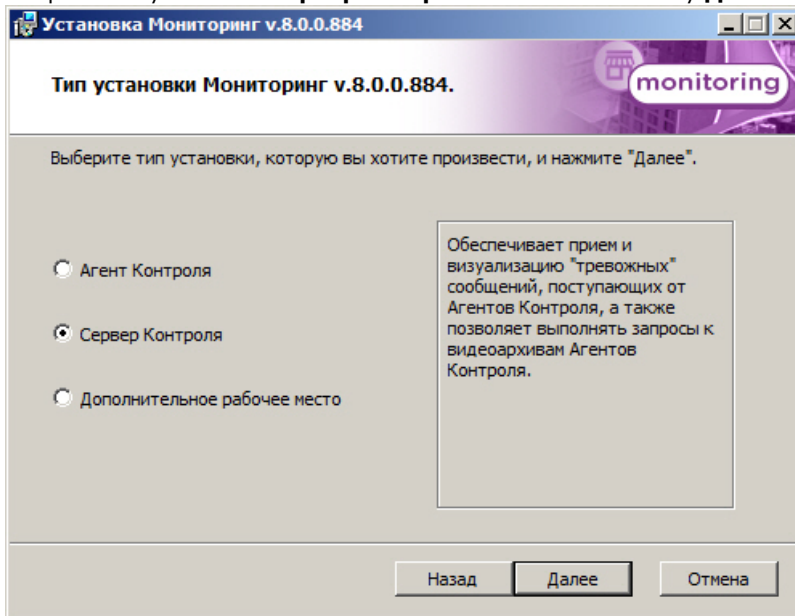 Установка Мониторинг v.8.0.0.884
Тип установки Мониторинг v.8.0.0.884.
monitoring
Выберите тип установки, которую вы хотите произвести, и нажмите "Далее".
Агент Контроля
Сервер Контроля
Дополнительное рабочее место
Обеспечивает прием и
визуализацию "тревожных"
сообщений, поступающих от
Агентов Контроля, а также
позволяет выполнять запросы к
видеоархивам Агентов
Контроля.
Назад
Далее
Отмена